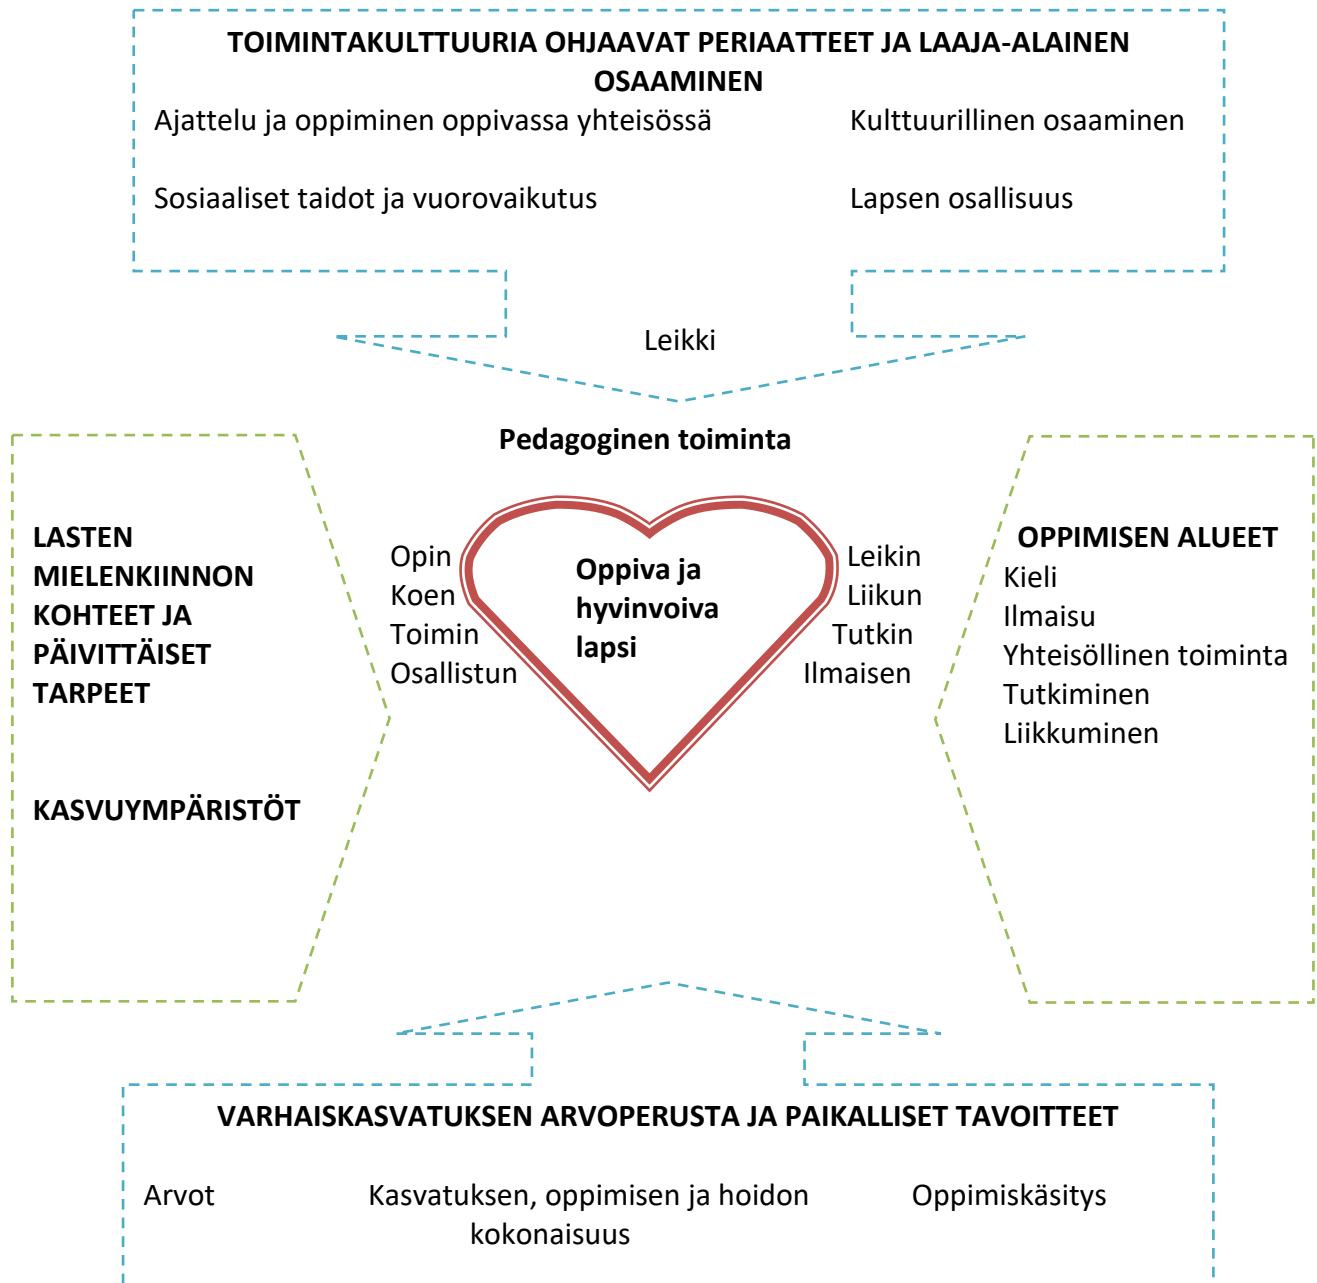 TOIMINTAKULTTUURIA OHJAAVAT PERIAATTEET JA LAAJA-ALAINEN
OSAAMINEN
Ajattelu ja oppiminen oppivassa yhteisössä Kulttuurillinen osaaminen
Sosiaaliset taidot ja vuorovaikutus Lapsen osallisuus
Leikki
Pedagoginen toiminta
LASTEN
MIELENKIINNON
KOHTEET JA
PÄIVITTÄISET
TARPEET
KASVUYMPÄRISTÖT
Opin
Koen
Toimin
Osallistun
Oppiva ja
hyvinvoiva
lapsi
Leikin
Liikun
Tutkin
Ilmaisen
OPPIMISEN ALUEET
Kieli
Ilmaisu
Yhteisöllinen toiminta
Tutkiminen
Liikkuminen
VARHAISKASVATUKSEN ARVOPERUSTA JA PAIKALLISET TAVOITTEET
Arvot Kasvatuksen, oppimisen ja hoidon Oppimiskäsitys
kokonaisuus